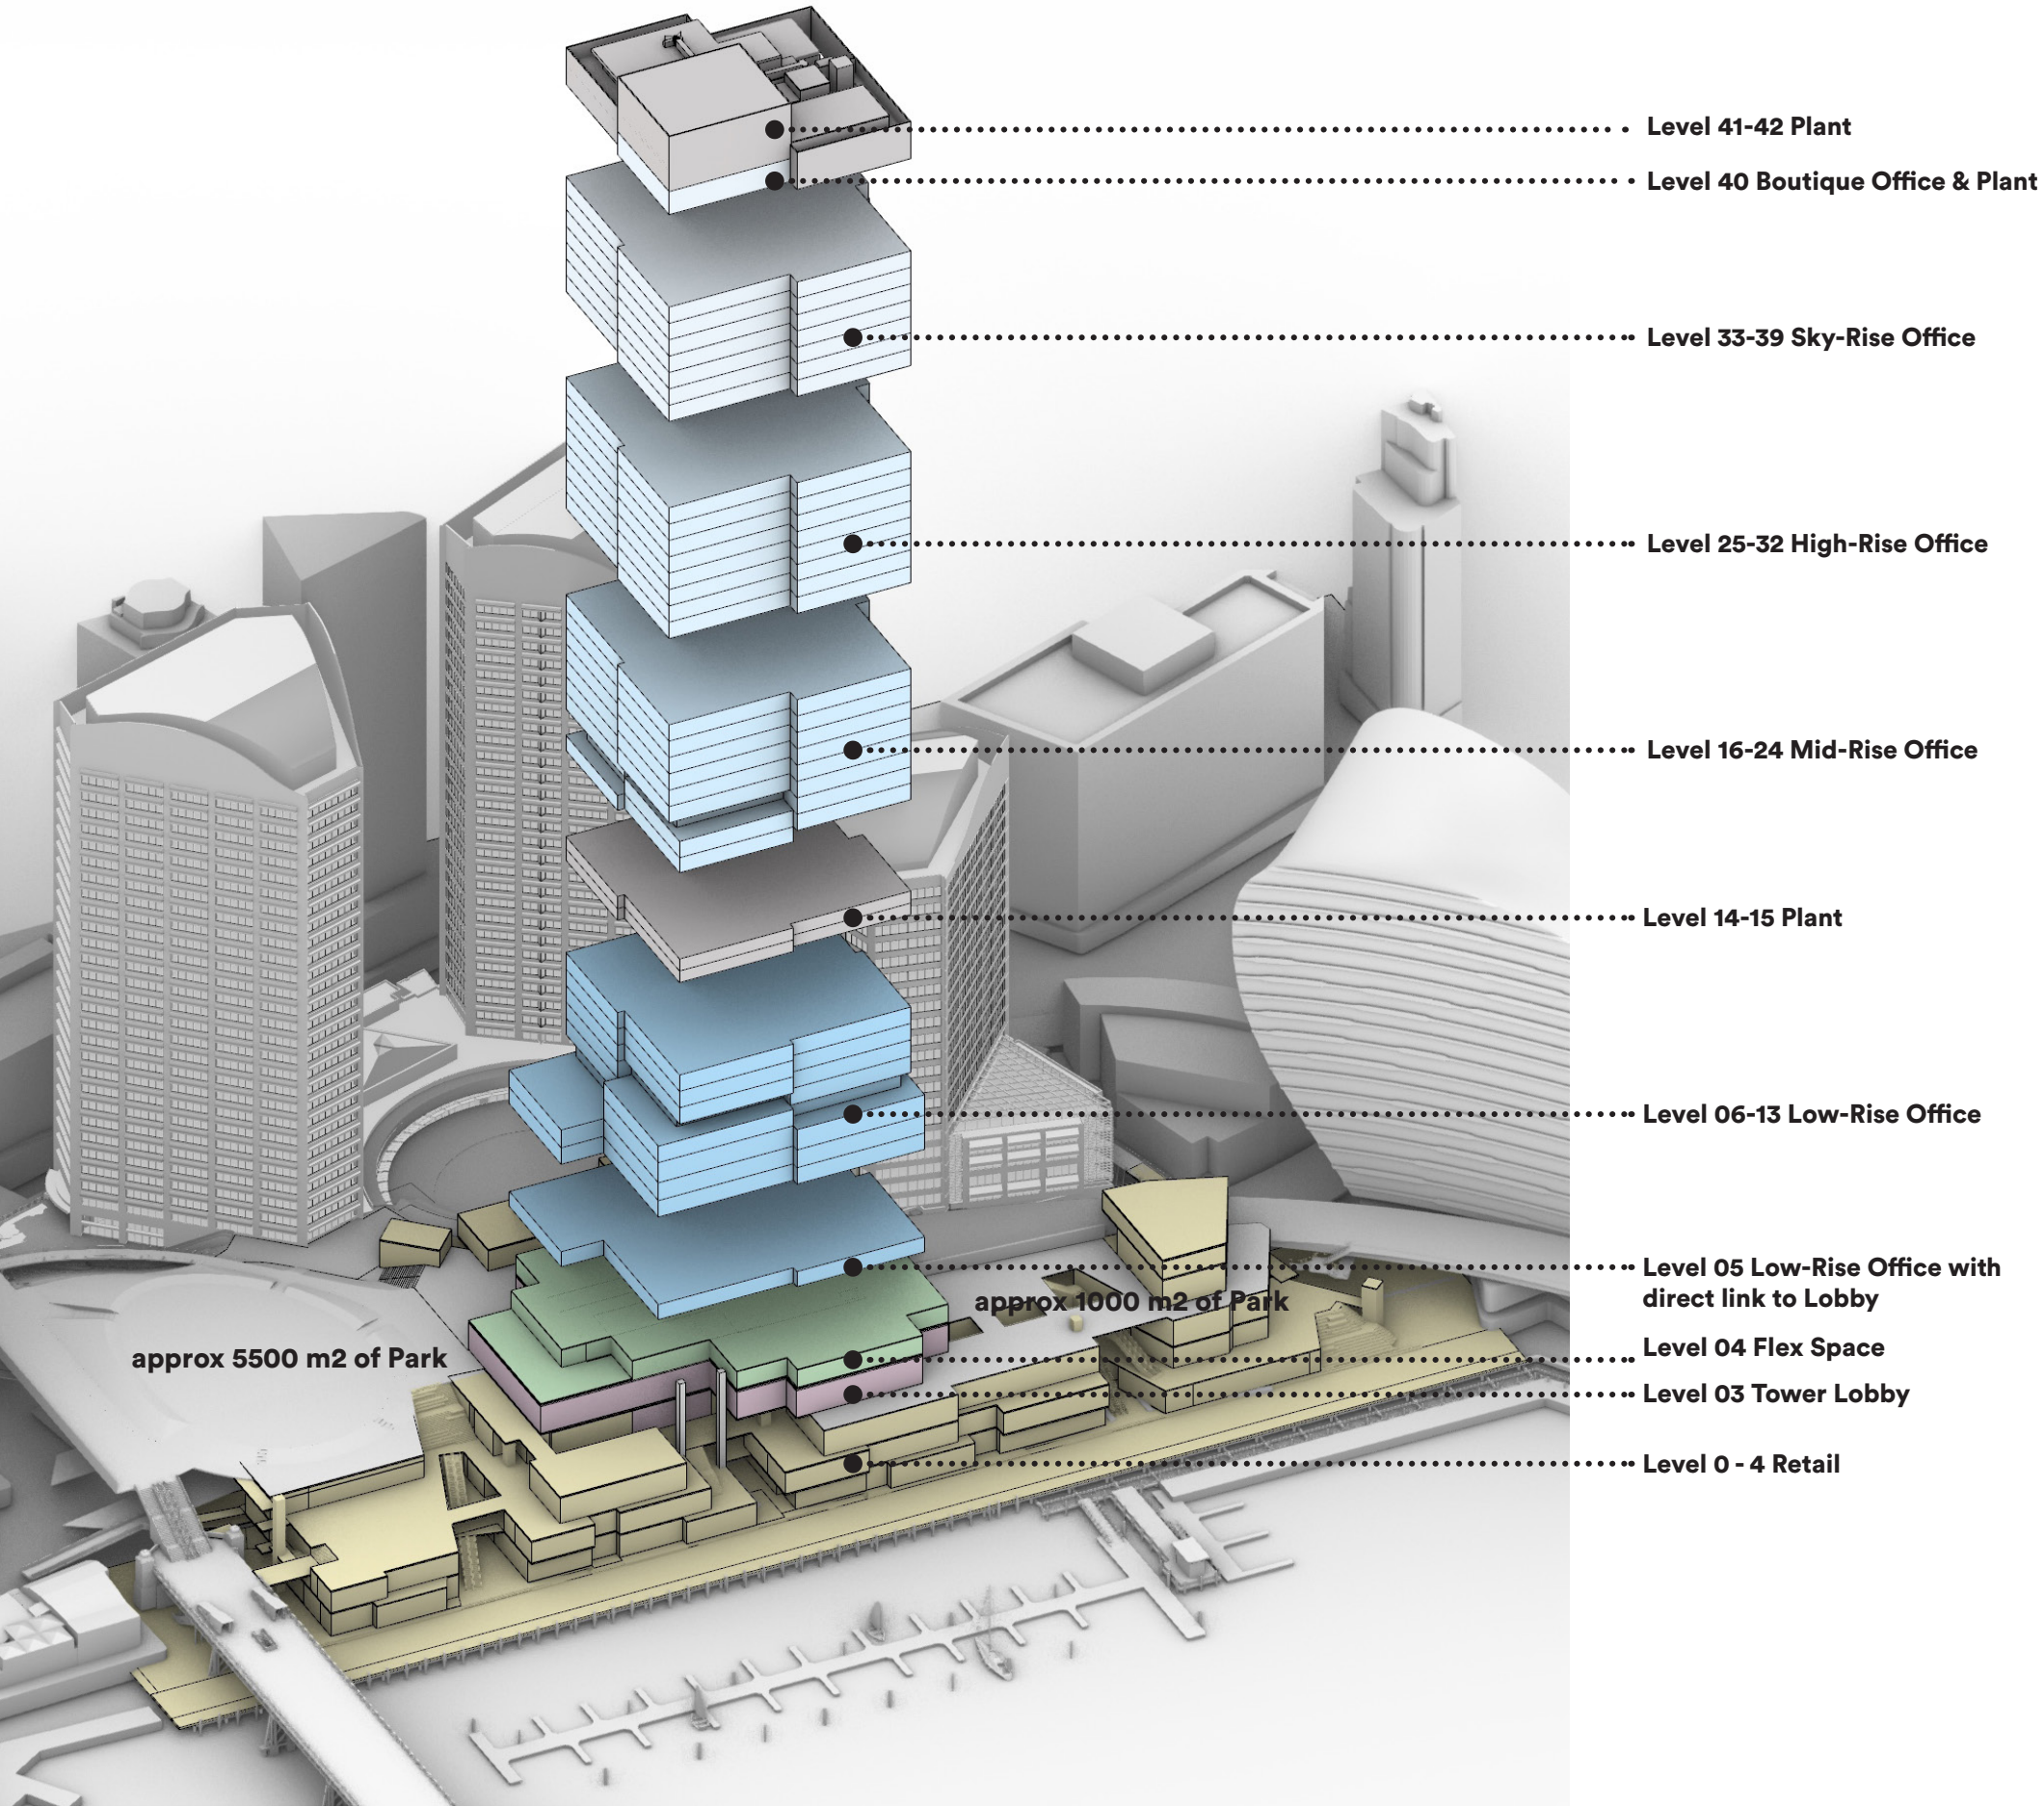 Level 41-42 Plant
Level 40 Boutique Office & Plant
Level 33-39 Sky-Rise Office
Level 25-32 High-Rise Office
Level 16-24 Mid-Rise Office
Level 14-15 Plant
Level 06-13 Low-Rise Office
Level 05 Low-Rise Office with
direct link to Lobby
approx 1000 m2 of Park
Level 04 Flex Space
approx 5500 m2 of Park
Level 03 Tower Lobby
Level 0 - 4 Retail